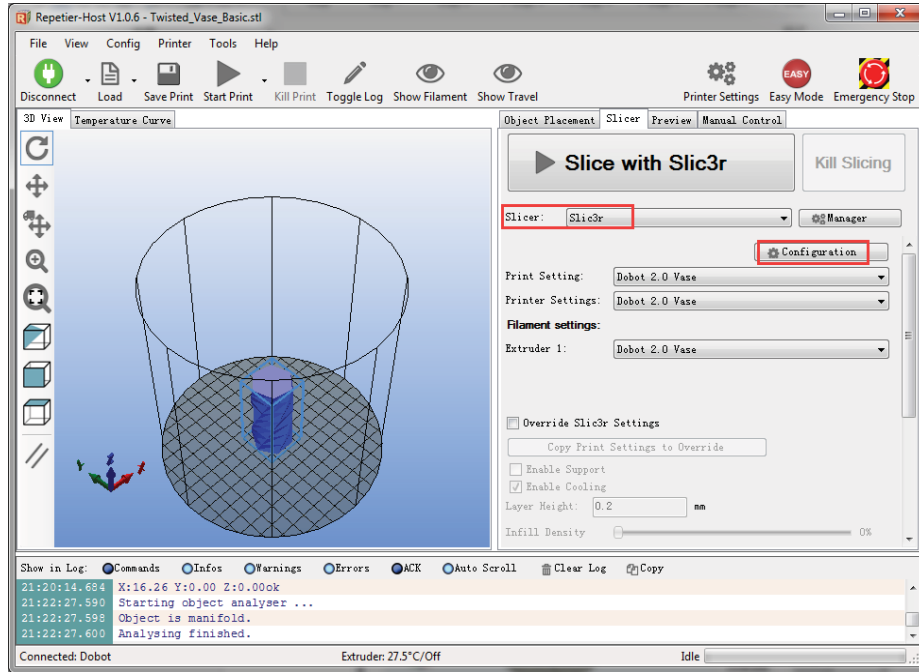 Repetier-Host V1.0.6 - Twisted_Vase_Basic.stl
File View Config Printer Tools Help
Disconnect Load Save Print Start Print Kill Print Toggle Log Show Filament Show Travel Printer Settings EASY Easy Mode Emergency Stop
3D View Temperature Curve
Object Placement Slicer Preview Manual Control
Slice with Slic3r Kill Slicing
Slicer: Slic3r Manager
Configuration
Print Setting: Dobot 2.0 Vase
Printer Settings: Dobot 2.0 Vase
Filament settings:
Extruder 1: Dobot 2.0 Vase
Override Slic3r Settings
Copy Print Settings to Override
Enable Support
Enable Cooling
Layer Height: 0.2 mm
Infill Density 0%
Show in Log: Commands Infos Warnings Errors ACK Auto Scroll Clear Log Copy
21:20:14.684 X:16.26 Y:0.00 Z:0.00ok
21:22:27.590 Starting object analyser ...
21:22:27.598 Object is manifold.
21:22:27.600 Analysing finished.
Connected: Dobot Extruder: 27.5°C/Off Idle